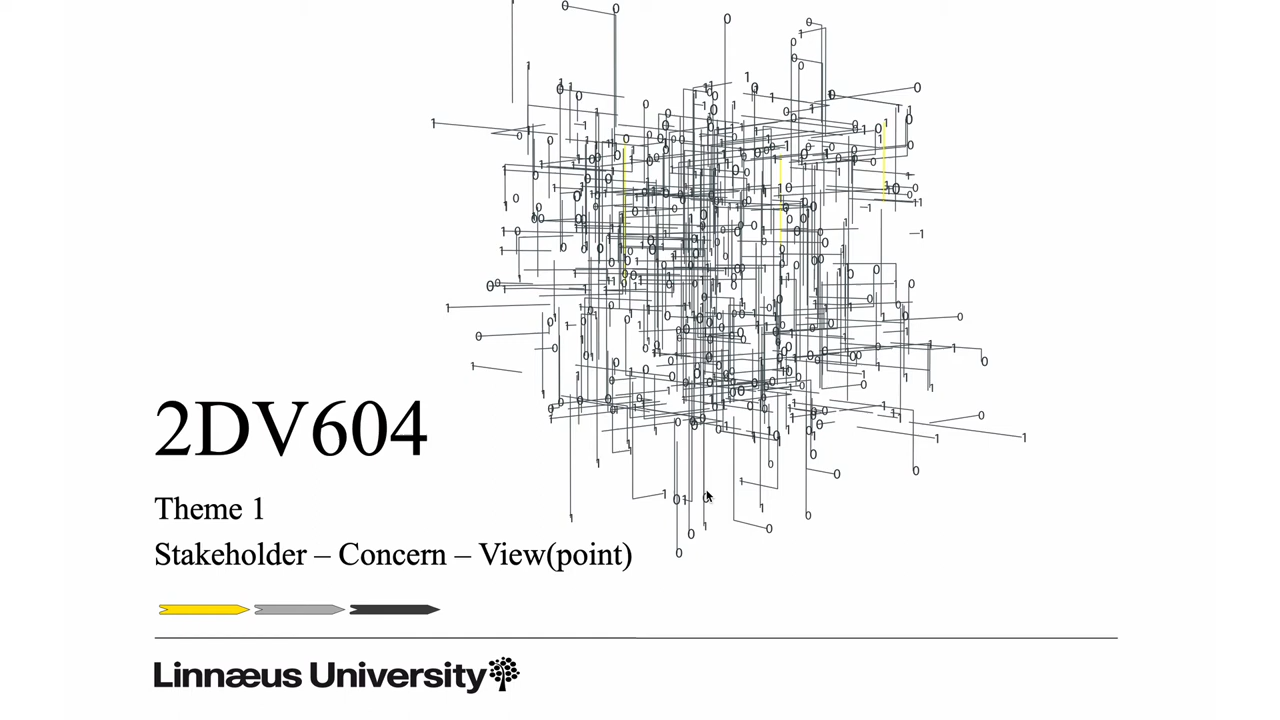 2DV604
Theme 1
Stakeholder – Concern – View(point)
Linnæus University